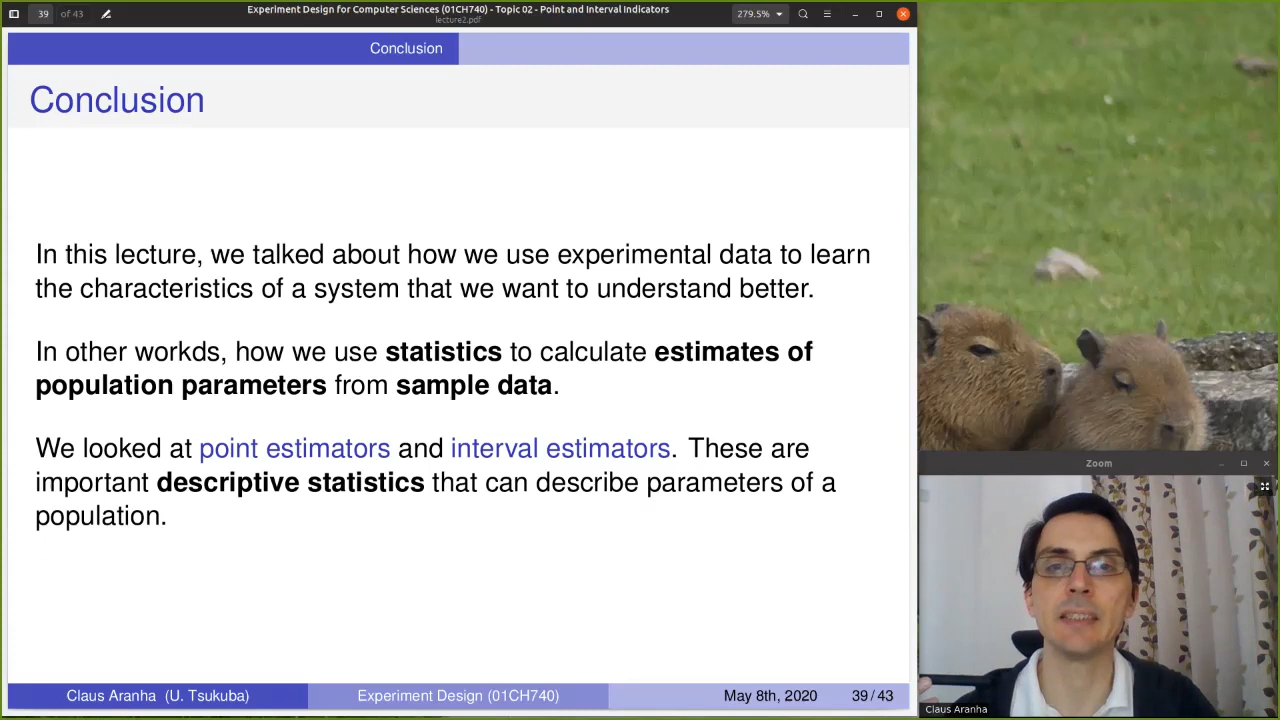 39 of 43
Experiment Design for Computer Sciences (01CH740) - Topic 02 - Point and Interval Indicators
lecture2.pdf
279.5%
Conclusion
Conclusion
In this lecture, we talked about how we use experimental data to learn
the characteristics of a system that we want to understand better.
In other workds, how we use statistics to calculate estimates of
population parameters from sample data.
We looked at point estimators and interval estimators. These are
important descriptive statistics that can describe parameters of a
population.
Claus Aranha (U. Tsukuba)
Experiment Design (01CH740)
May 8th, 2020
39 / 43
Zoom
Claus Aranha